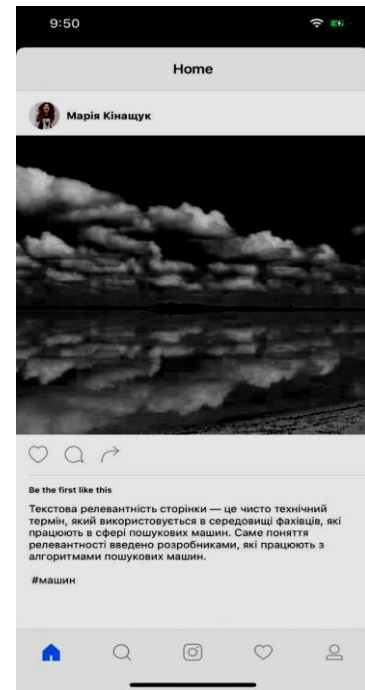 9:50
Home
Марія Кінащук
Be the first like this
Текстова релевантність сторінки — це чисто технічний
термін, який використовується в середовищі фахівців, які
працюють в сфері пошукових машин. Саме поняття
релевантності введено розробниками, які працюють з
алгоритмами пошукових машин.
#машин